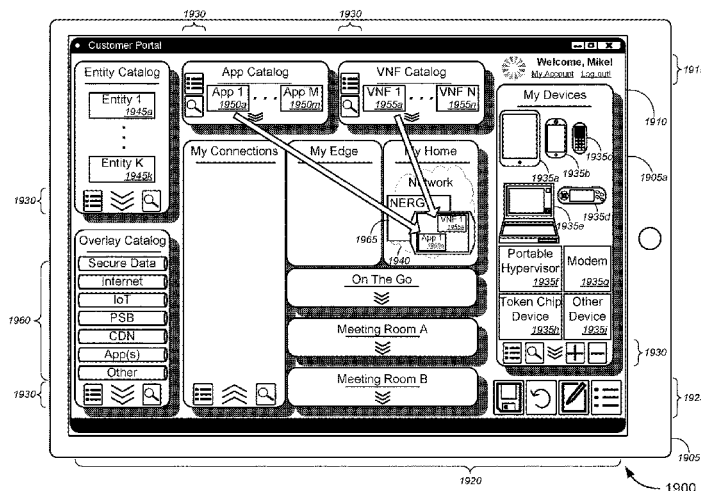 1930
1930
Customer Portal
Entity Catalog
Entity 1
1945a
Entity K
1945k
App Catalog
App 1
1950a
App M
1950m
VNF Catalog
VNF 1
1955a
VNF N
1955n
Welcome, Mike!
My Account Log out!
My Devices
1935a
1935b
1935c
1935d
1935e
Portable Hypervisor
1935f
Modem
1935g
Token Chip Device
1935h
Other Device
1935i
1910
1905a
1930
My Connections
My Edge
My Home
Network
NERG
VNF 1
App 1
1965
1940
1930
Overlay Catalog
Secure Data
Internet
IoT
PSB
CDN
App(s)
Other
1960
1930
On The Go
Meeting Room A
Meeting Room B
1905
1920
1900